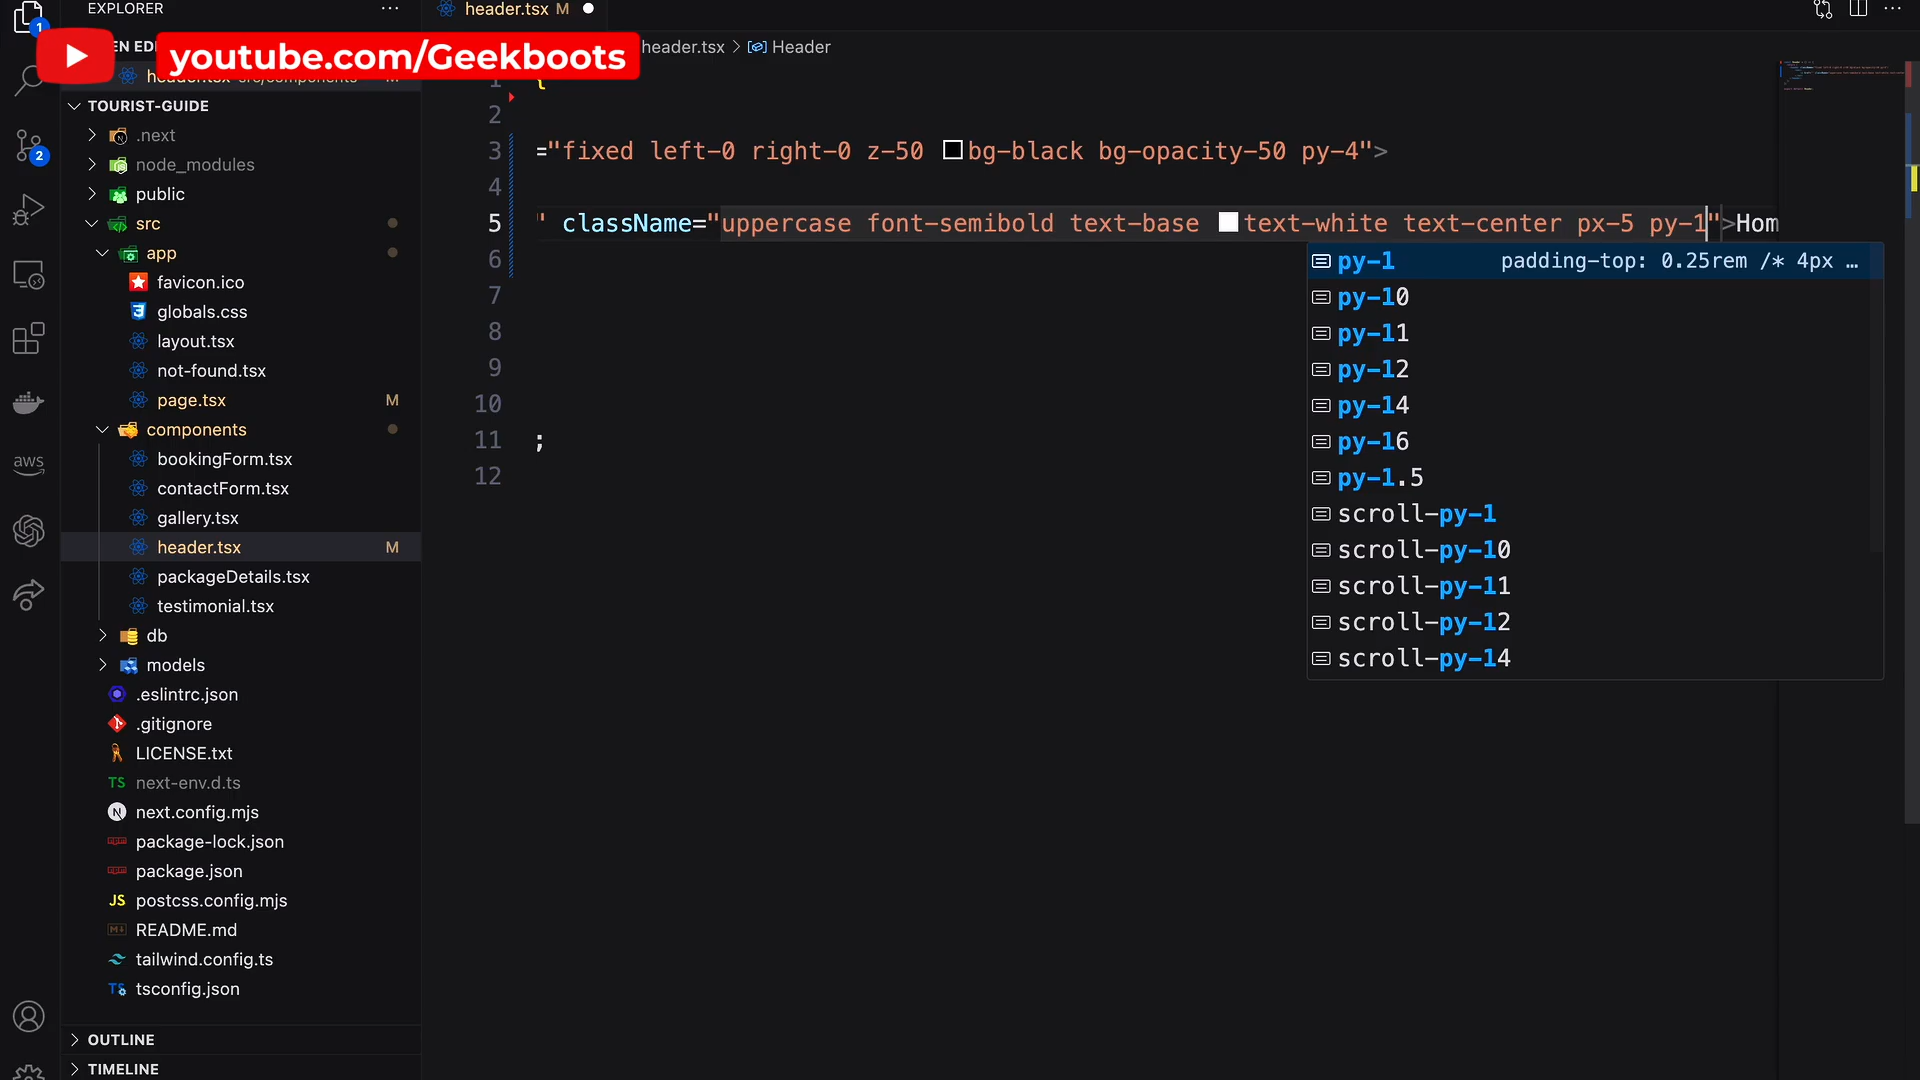 EXPLORER
header.tsx M
youtube.com/Geekboots
header.tsx > Header
TOURIST-GUIDE
.next
node_modules
public
src
app
favicon.ico
globals.css
layout.tsx
not-found.tsx
page.tsx M
components
bookingForm.tsx
contactForm.tsx
gallery.tsx
header.tsx M
packageDetails.tsx
testimonial.tsx
db
models
.eslintrc.json
.gitignore
LICENSE.txt
TS next-env.d.ts
next.config.mjs
package-lock.json
package.json
JS postcss.config.mjs
README.md
tailwind.config.ts
tsconfig.json
OUTLINE
TIMELINE
1
2
aws
1 {
2
3 ="fixed left-0 right-0 z-50 bg-black bg-opacity-50 py-4">
4
5 " className="uppercase font-semibold text-base text-white text-center px-5 py-1">Hom
6
7
8
9
10
11 ;
12
py-1 padding-top: 0.25rem /* 4px …
py-10
py-11
py-12
py-14
py-16
py-1.5
scroll-py-1
scroll-py-10
scroll-py-11
scroll-py-12
scroll-py-14